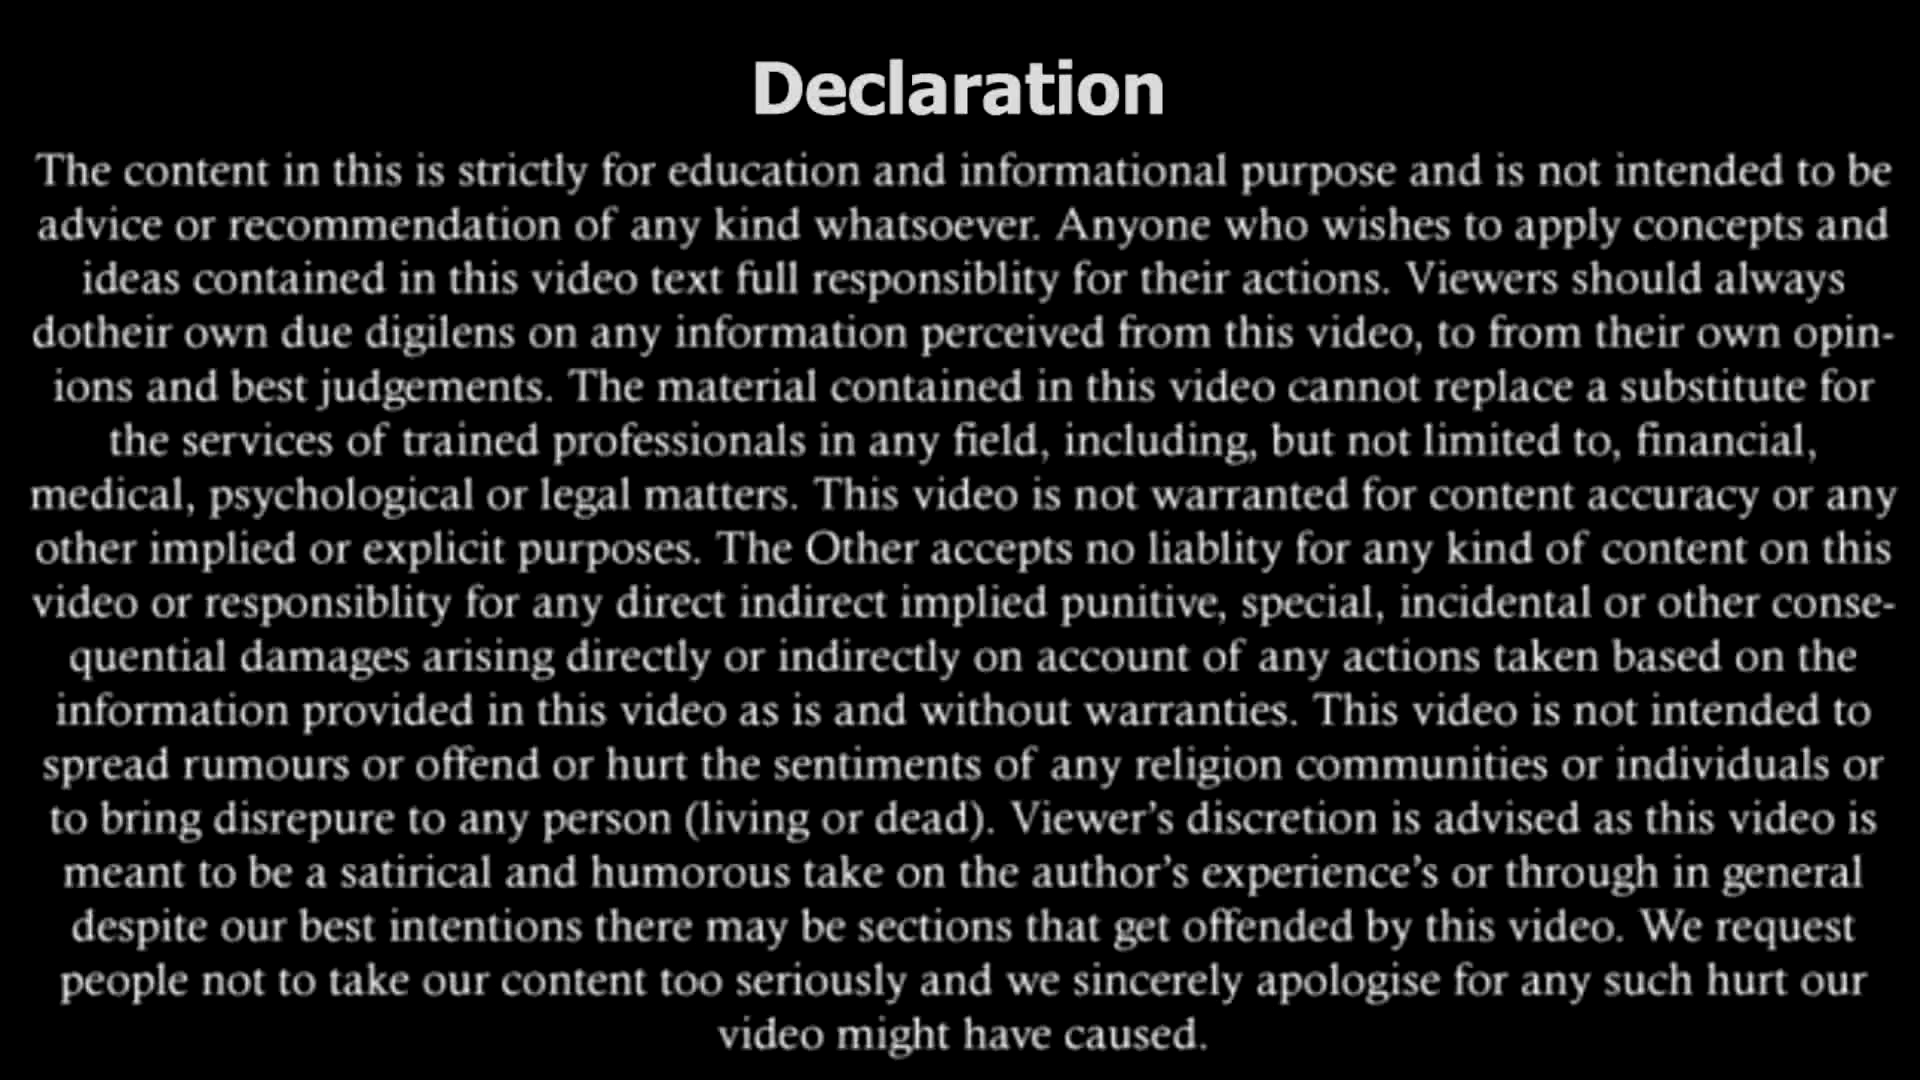 Declaration
The content in this is strictly for education and informational purpose and is not intended to be
advice or recommendation of any kind whatsoever. Anyone who wishes to apply concepts and
ideas contained in this video text full responsiblity for their actions. Viewers should always
dotheir own due digilens on any information perceived from this video, to from their own opin-
ions and best judgements. The material contained in this video cannot replace a substitute for
the services of trained professionals in any field, including, but not limited to, financial,
medical, psychological or legal matters. This video is not warranted for content accuracy or any
other implied or explicit purposes. The Other accepts no liablity for any kind of content on this
video or responsiblity for any direct indirect implied punitive, special, incidental or other conse-
quential damages arising directly or indirectly on account of any actions taken based on the
information provided in this video as is and without warranties. This video is not intended to
spread rumours or offend or hurt the sentiments of any religion communities or individuals or
to bring disrepure to any person (living or dead). Viewer’s discretion is advised as this video is
meant to be a satirical and humorous take on the author’s experience’s or through in general
despite our best intentions there may be sections that get offended by this video. We request
people not to take our content too seriously and we sincerely apologise for any such hurt our
video might have caused.